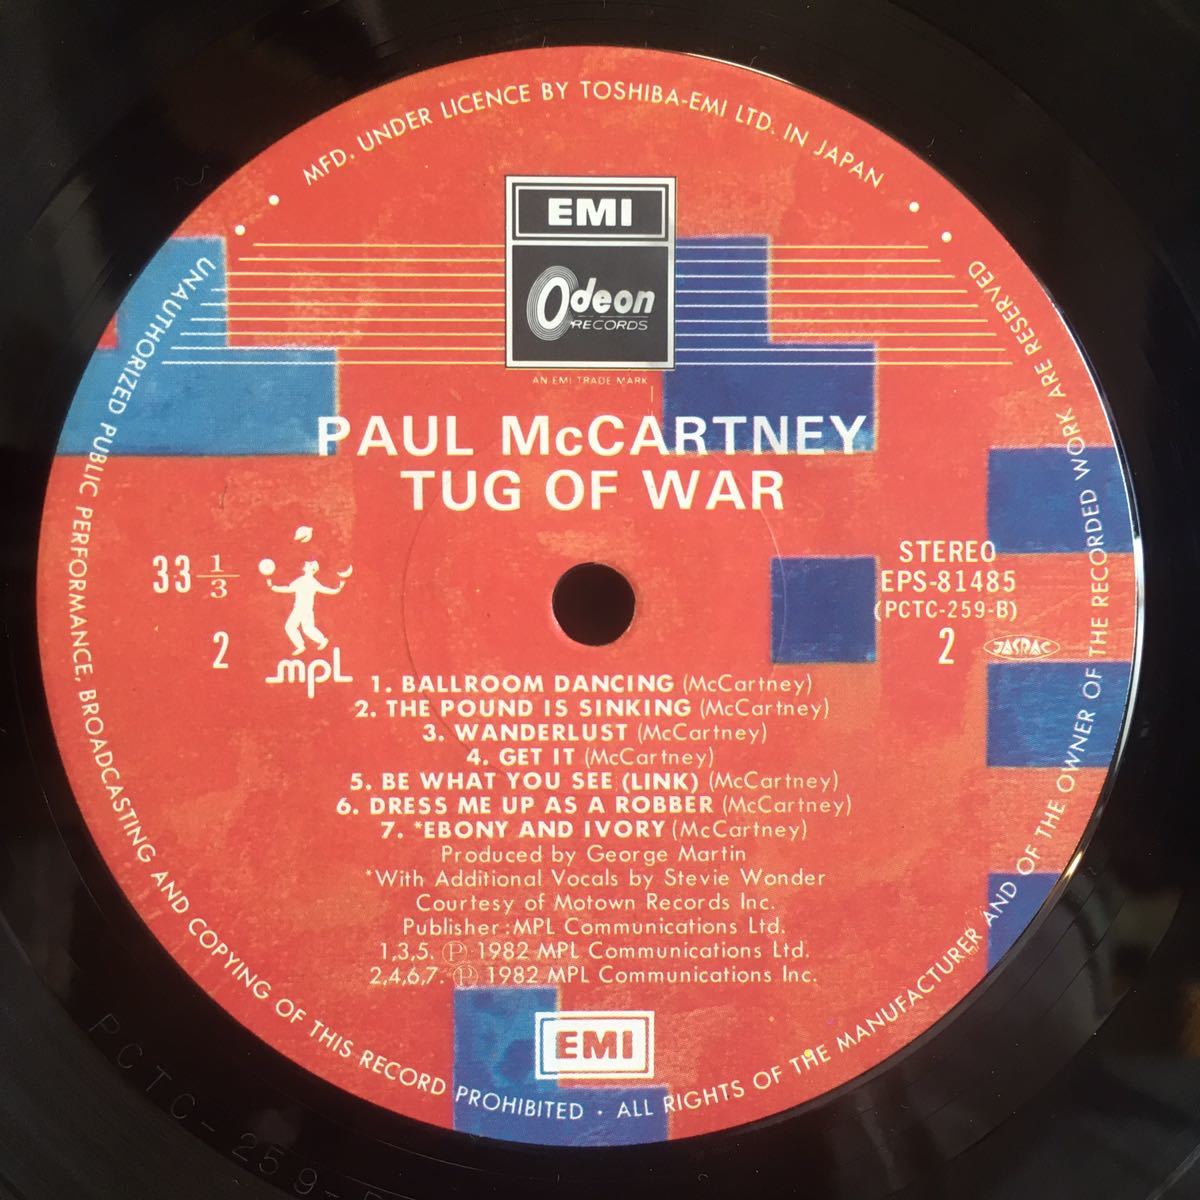 MFD. UNDER LICENCE BY TOSHIBA-EMI LTD. IN JAPAN
EMI
Odeon
RECORDS
AN EMI TRADE MARK
PAUL McCARTNEY
TUG OF WAR
33 1/3
2
mpL
STEREO
EPS-81485
(PCTC-259-B)
2
JASRAC
1. BALLROOM DANCING (McCartney)
2. THE POUND IS SINKING (McCartney)
3. WANDERLUST (McCartney)
4. GET IT (McCartney)
5. BE WHAT YOU SEE (LINK) (McCartney)
6. DRESS ME UP AS A ROBBER (McCartney)
7. *EBONY AND IVORY (McCartney)
Produced by George Martin
*With Additional Vocals by Stevie Wonder
Courtesy of Motown Records Inc.
Publisher:MPL Communications Ltd.
1,3,5. Ⓟ 1982 MPL Communications Ltd.
2,4,6,7. Ⓟ 1982 MPL Communications Inc.
EMI
UNAUTHORIZED PUBLIC PERFORMANCE, BROADCASTING AND COPYING OF THIS RECORD PROHIBITED · ALL RIGHTS OF THE MANUFACTURER AND OF THE OWNER OF THE RECORDED WORK ARE RESERVED
PCTC-259-